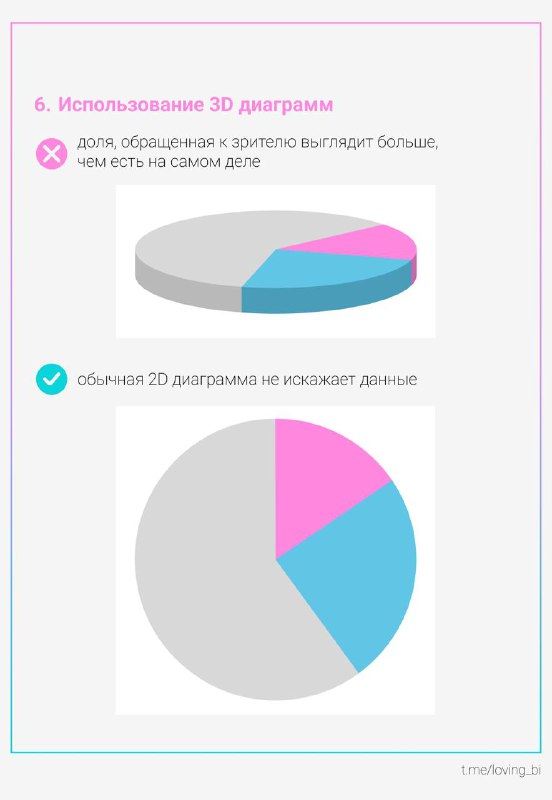 6. Использование 3D диаграмм
доля, обращенная к зрителю выглядит больше,
чем есть на самом деле
обычная 2D диаграмма не искажает данные
t.me/loving_bi